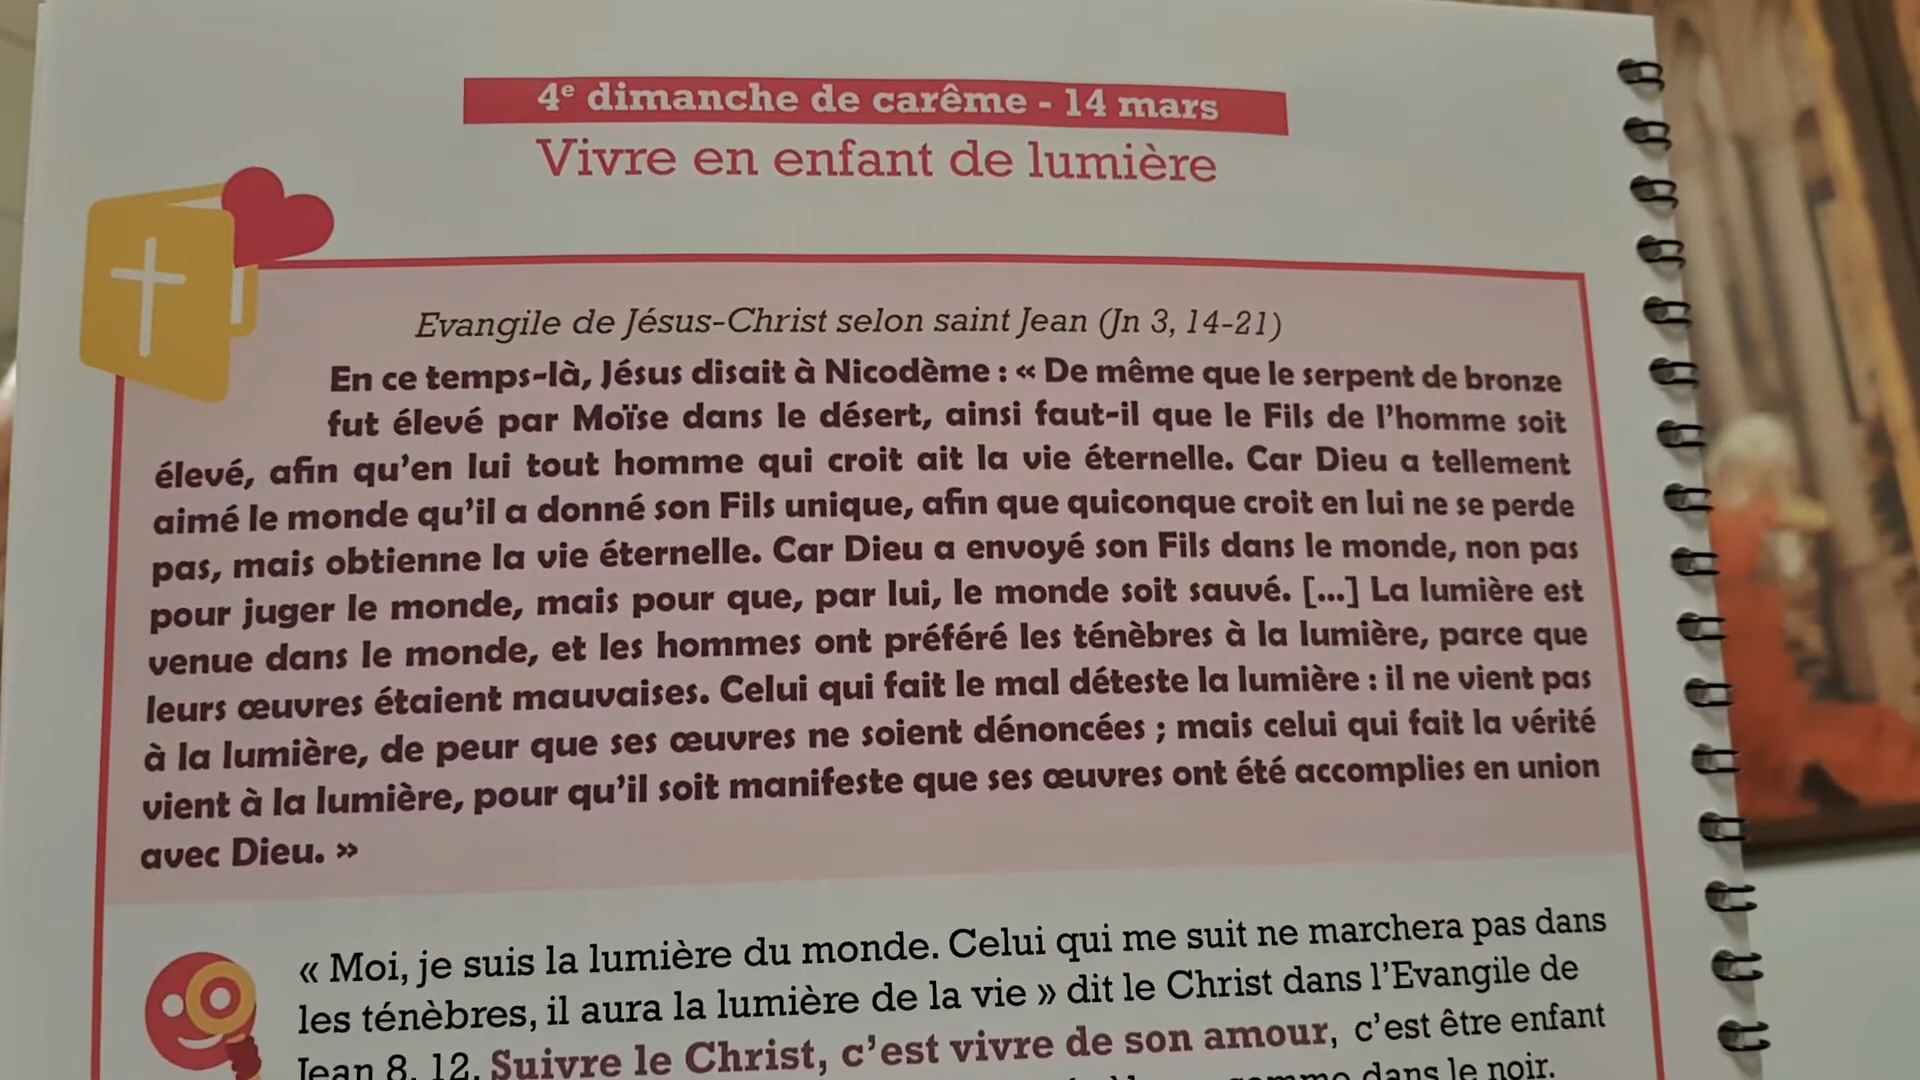 4e dimanche de carême - 14 mars
Vivre en enfant de lumière
Evangile de Jésus-Christ selon saint Jean (Jn 3, 14-21)
En ce temps-là, Jésus disait à Nicodème : « De même que le serpent de bronze
fut élevé par Moïse dans le désert, ainsi faut-il que le Fils de l'homme soit
élevé, afin qu'en lui tout homme qui croit ait la vie éternelle. Car Dieu a tellement
aimé le monde qu'il a donné son Fils unique, afin que quiconque croit en lui ne se perde
pas, mais obtienne la vie éternelle. Car Dieu a envoyé son Fils dans le monde, non pas
pour juger le monde, mais pour que, par lui, le monde soit sauvé. [...] La lumière est
venue dans le monde, et les hommes ont préféré les ténèbres à la lumière, parce que
leurs œuvres étaient mauvaises. Celui qui fait le mal déteste la lumière : il ne vient pas
à la lumière, de peur que ses œuvres ne soient dénoncées ; mais celui qui fait la vérité
vient à la lumière, pour qu'il soit manifeste que ses œuvres ont été accomplies en union
avec Dieu. »
« Moi, je suis la lumière du monde. Celui qui me suit ne marchera pas dans
les ténèbres, il aura la lumière de la vie » dit le Christ dans l'Evangile de
Jean 8, 12. Suivre le Christ, c'est vivre de son amour, c'est être enfant
dans le noir.